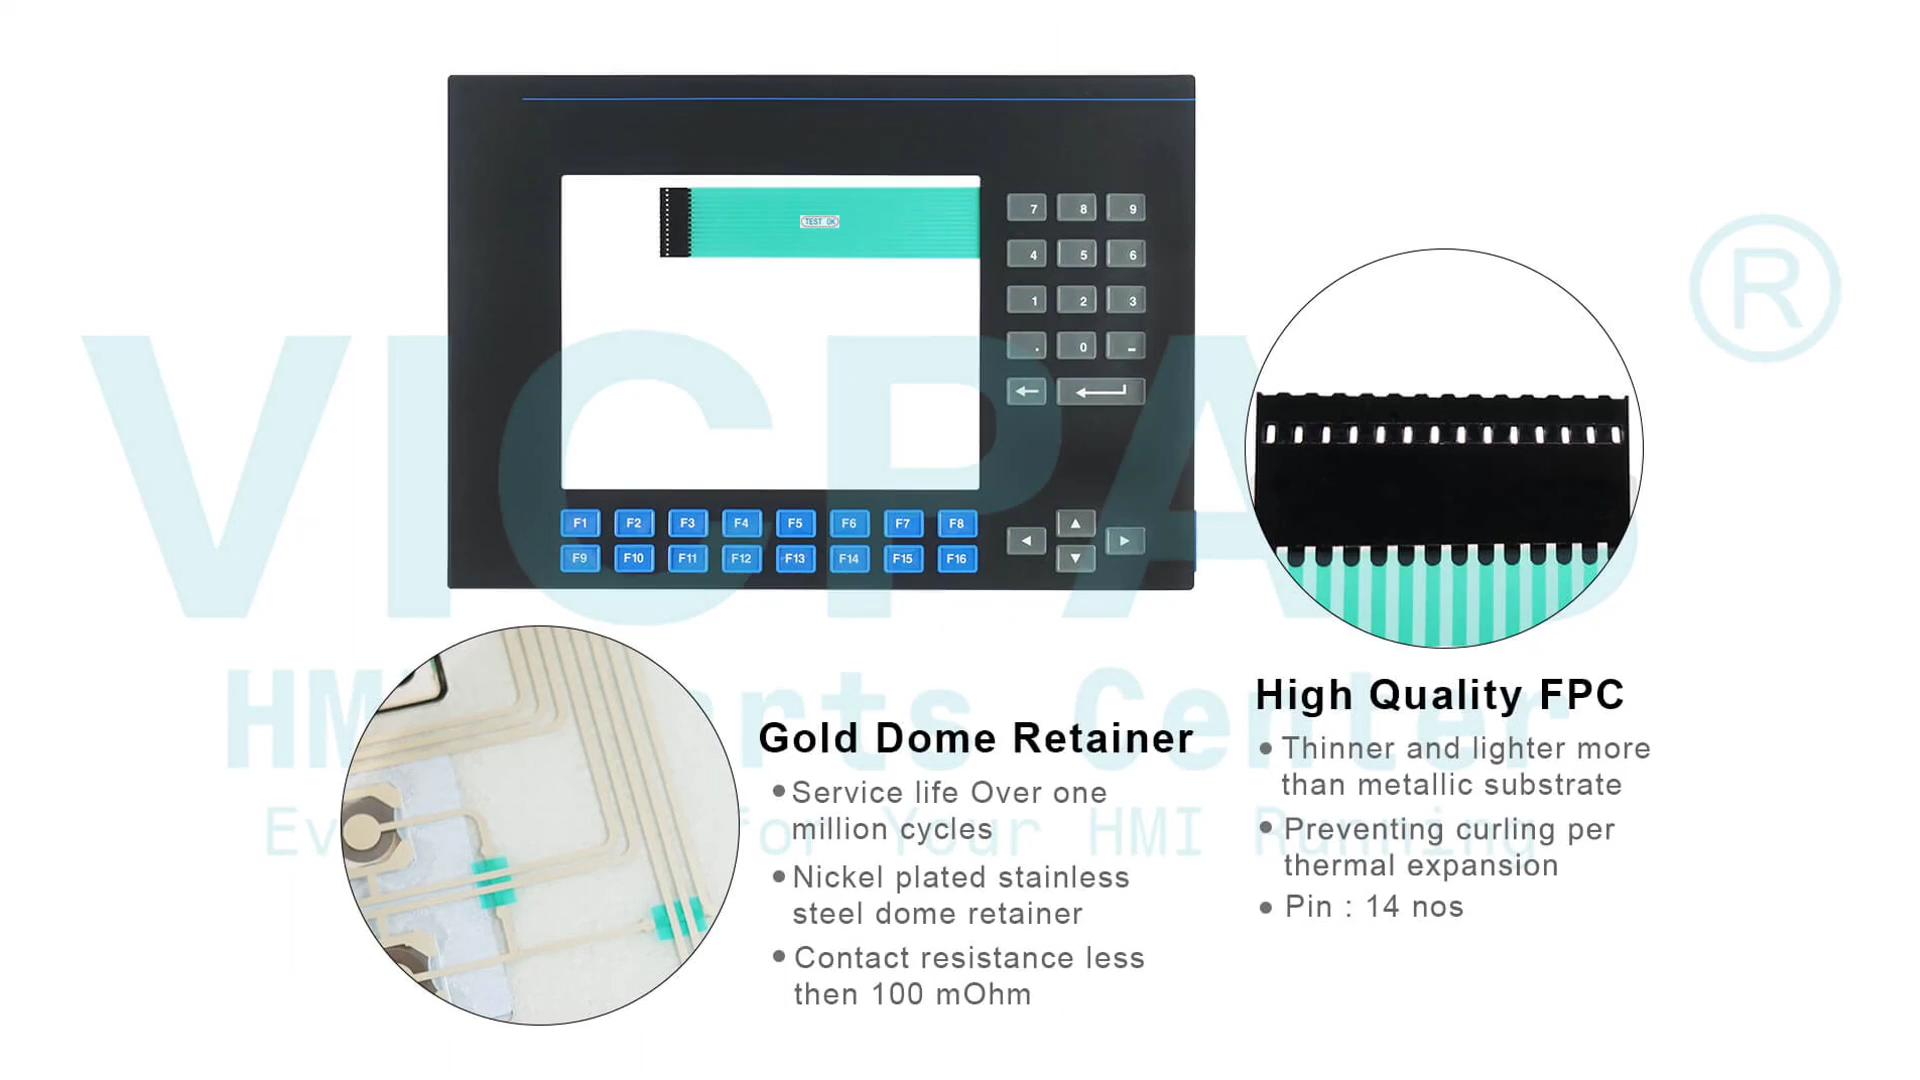 TEST OK
7 8 9
4 5 6
1 2 3
. 0 -
F1 F2 F3 F4 F5 F6 F7 F8
F9 F10 F11 F12 F13 F14 F15 F16
VICPAS ®
HMI Parts Center
Ev for Your HMI Running
Gold Dome Retainer
• Service life Over one
million cycles
• Nickel plated stainless
steel dome retainer
• Contact resistance less
then 100 mOhm
High Quality FPC
• Thinner and lighter more
than metallic substrate
• Preventing curling per
thermal expansion
• Pin : 14 nos